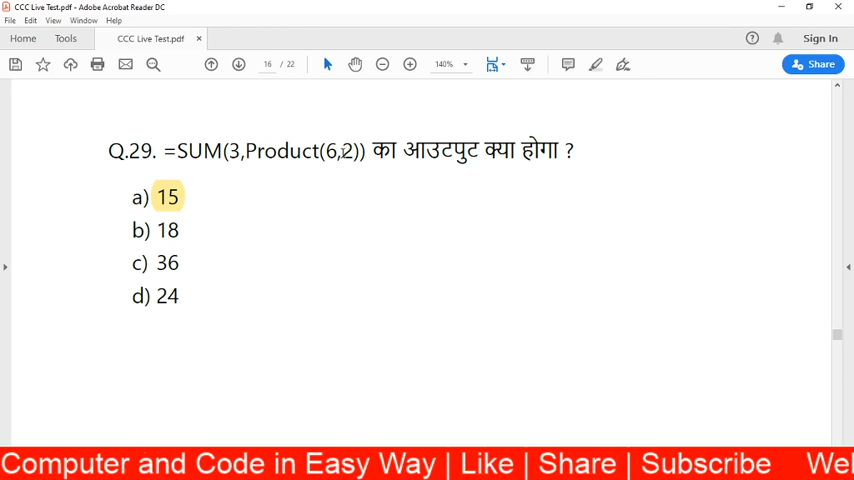 CCC Live Test.pdf - Adobe Acrobat Reader DC
File Edit View Window Help
Home Tools CCC Live Test.pdf × Sign In
16 / 22 140% Share
Q.29. =SUM(3,Product(6,2)) का आउटपुट क्या होगा ?
a) 15
b) 18
c) 36
d) 24
Computer and Code in Easy Way | Like | Share | Subscribe Wel